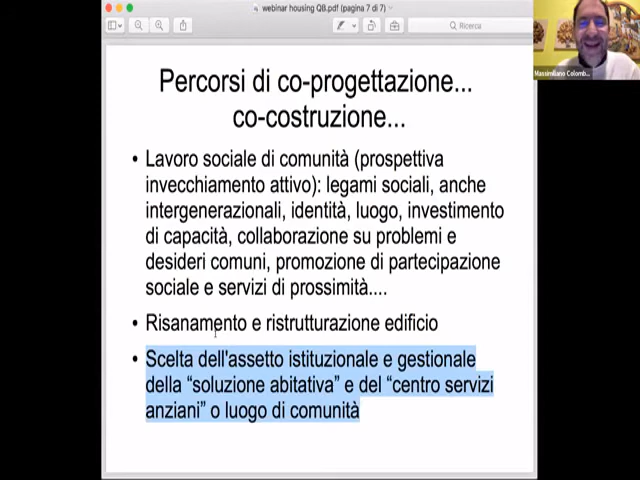 webinar housing QB.pdf (pagina 7 di 7)
Ricerca
Massimiliano Colomb...
Percorsi di co-progettazione...
co-costruzione...
• Lavoro sociale di comunità (prospettiva
invecchiamento attivo): legami sociali, anche
intergenerazionali, identità, luogo, investimento
di capacità, collaborazione su problemi e
desideri comuni, promozione di partecipazione
sociale e servizi di prossimità....
• Risanamento e ristrutturazione edificio
• Scelta dell'assetto istituzionale e gestionale
della “soluzione abitativa” e del “centro servizi
anziani” o luogo di comunità